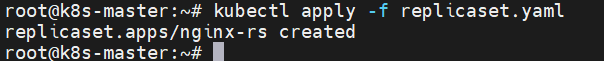 root@k8s-master:~# kubectl apply -f replicaset.yaml
replicaset.apps/nginx-rs created
root@k8s-master:~#